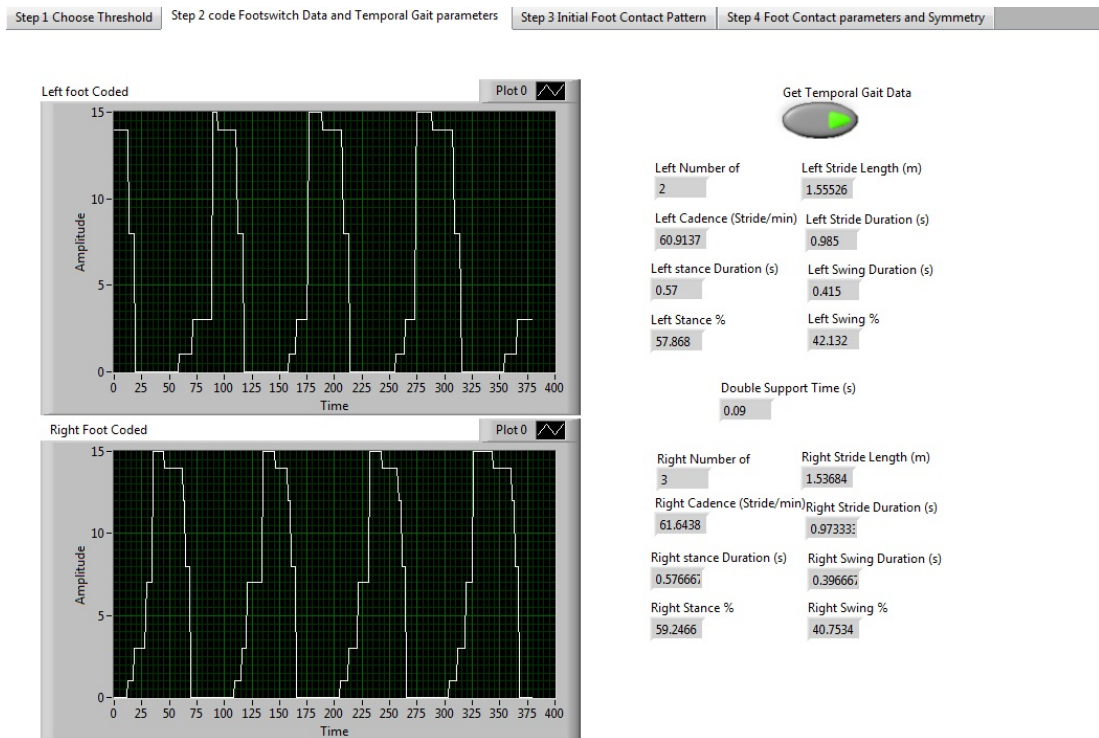 Step 1 Choose Threshold Step 2 code Footswitch Data and Temporal Gait parameters Step 3 Initial Foot Contact Pattern Step 4 Foot Contact parameters and Symmetry
Left foot Coded
Plot 0
Amplitude
15
10
5
0
0 25 50 75 100 125 150 175 200 225 250 275 300 325 350 375 400
Time
Right Foot Coded
Plot 0
Amplitude
15
10
5
0
0 25 50 75 100 125 150 175 200 225 250 275 300 325 350 375 400
Time
Get Temporal Gait Data
Left Number of Left Stride Length (m)
2 1.55526
Left Cadence (Stride/min) Left Stride Duration (s)
60.9137 0.985
Left stance Duration (s) Left Swing Duration (s)
0.57 0.415
Left Stance % Left Swing %
57.868 42.132
Double Support Time (s)
0.09
Right Number of Right Stride Length (m)
3 1.53684
Right Cadence (Stride/min) Right Stride Duration (s)
61.6438 0.973333
Right stance Duration (s) Right Swing Duration (s)
0.576667 0.396667
Right Stance % Right Swing %
59.2466 40.7534